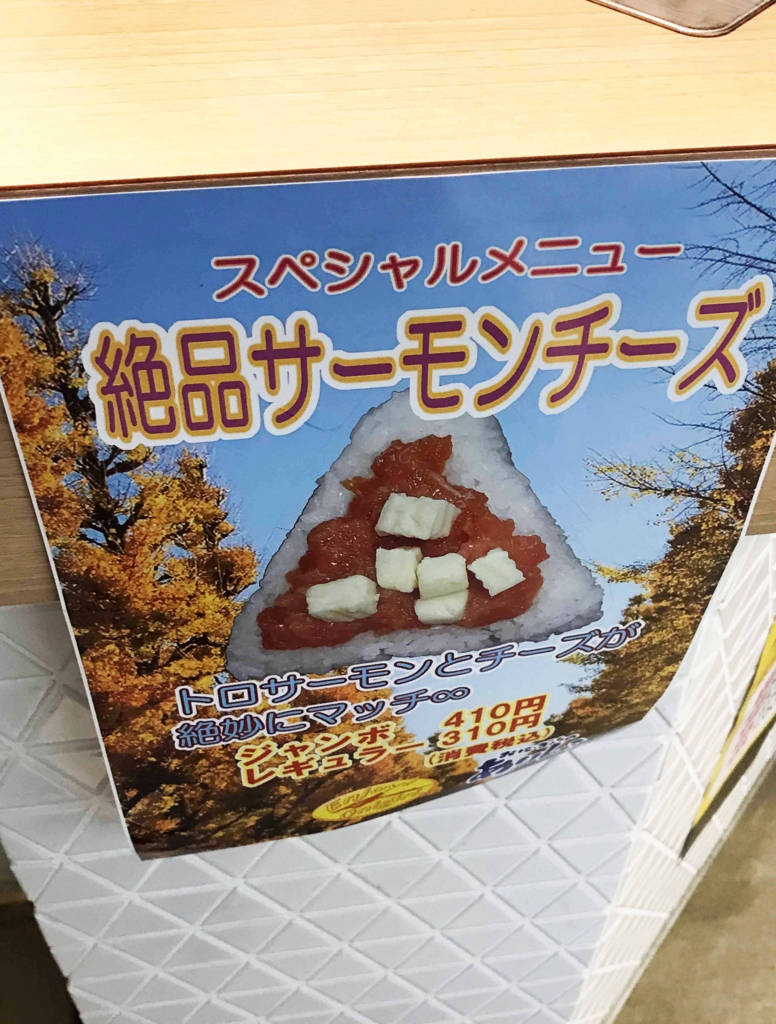 スペシャルメニュー
絶品サーモンチーズ
トロサーモンとチーズが
絶妙にマッチ∞
ジャンボ 410円
レギュラー 310円
(消費税込)